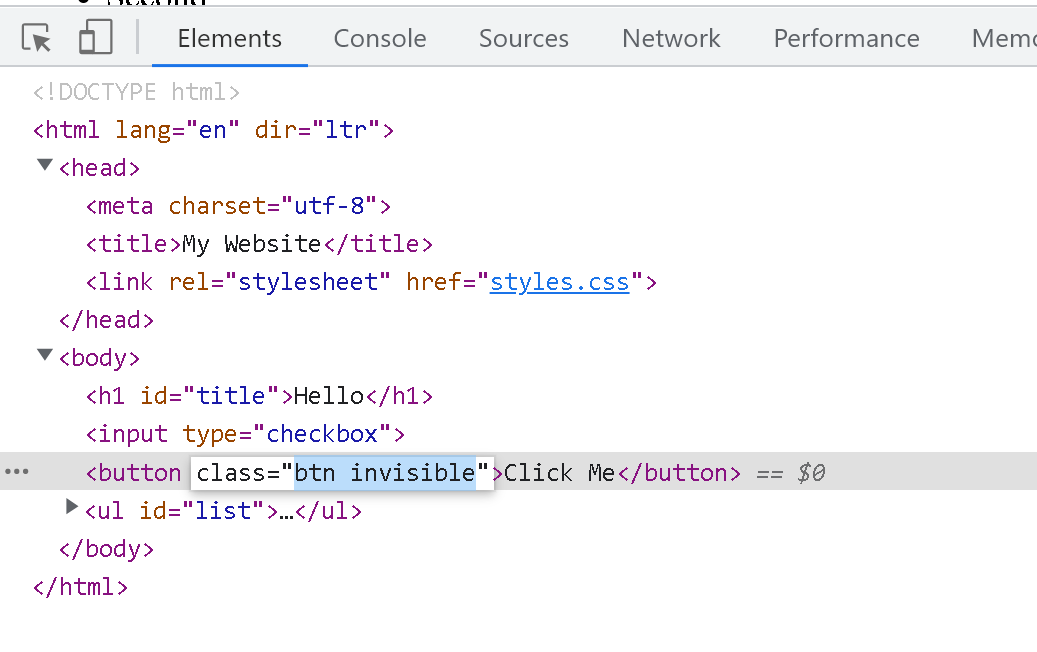 Second
Elements Console Sources Network Performance
<!DOCTYPE html>
<html lang="en" dir="ltr">
<head>
<meta charset="utf-8">
<title>My Website</title>
<link rel="stylesheet" href="styles.css">
</head>
<body>
<h1 id="title">Hello</h1>
<input type="checkbox">
<button class="btn invisible">Click Me</button> == $0
<ul id="list">…</ul>
</body>
</html>